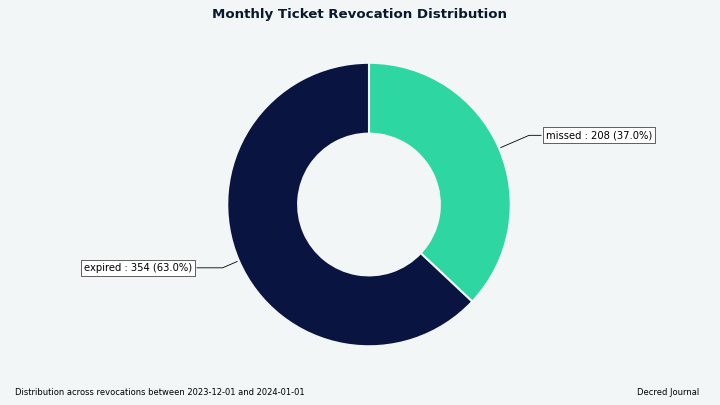 Monthly Ticket Revocation Distribution
missed : 208 (37.0%)
expired : 354 (63.0%)
Distribution across revocations between 2023-12-01 and 2024-01-01
Decred Journal